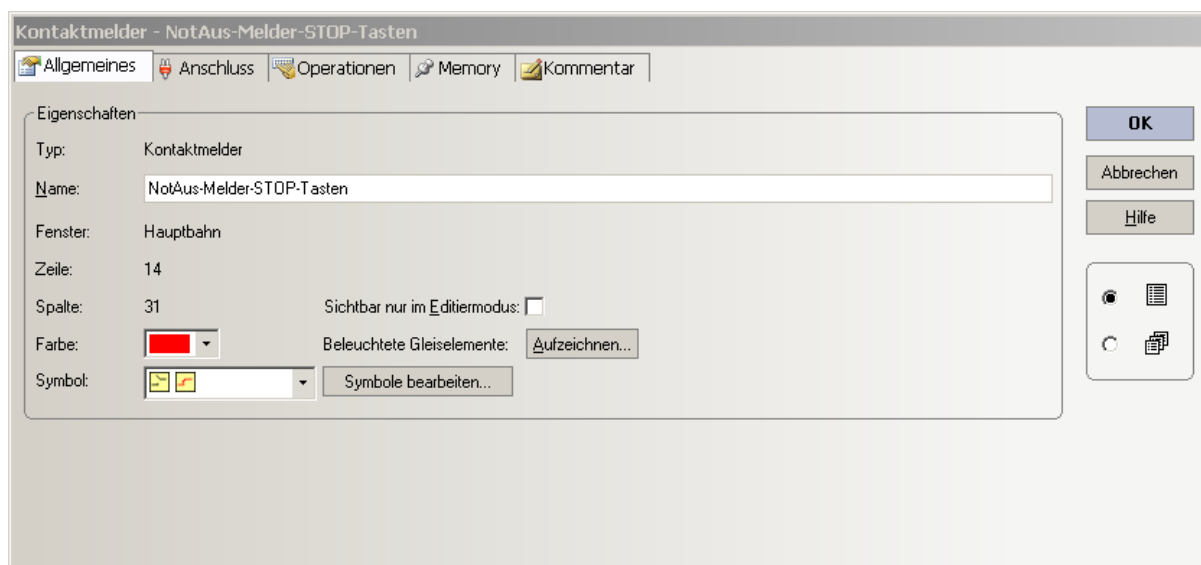 Kontaktmelder - NotAus-Melder-STOP-Tasten
Allgemeines Anschluss Operationen Memory Kommentar
Eigenschaften
Typ: Kontaktmelder
Name: NotAus-Melder-STOP-Tasten
Fenster: Hauptbahn
Zeile: 14
Spalte: 31 Sichtbar nur im Editiermodus:
Farbe: Beleuchtete Gleiselemente: Aufzeichnen...
Symbol: Symbole bearbeiten...
OK
Abbrechen
Hilfe